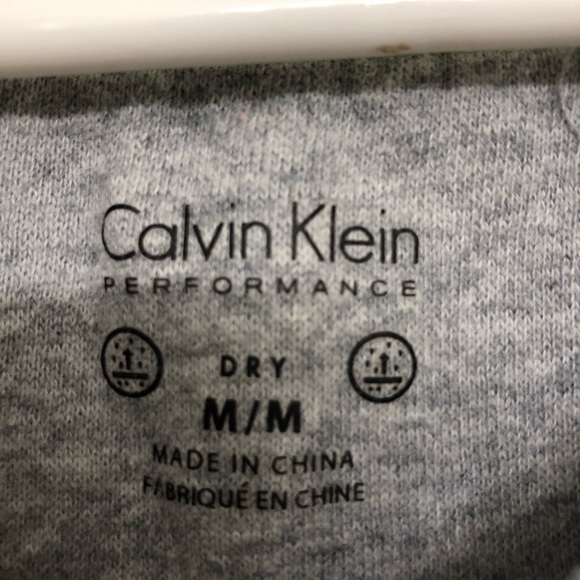 Calvin Klein
PERFORMANCE
DRY
M/M
MADE IN CHINA
FABRIQUÉ EN CHINE